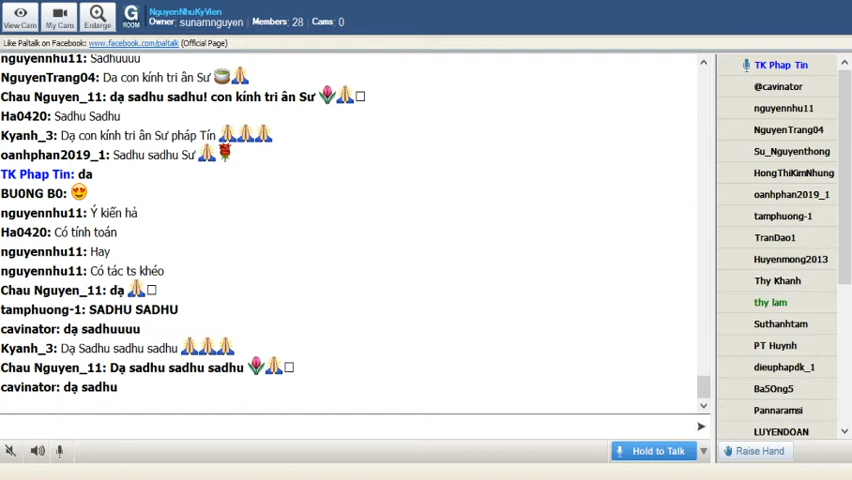 View Cam
My Cam
Enlarge
G
ROOM
NguyenNhuKyVien
Owner: sunamnguyen Members: 28 Cams: 0
Like Paltalk on Facebook: www.facebook.com/paltalk (Official Page)
nguyennhu11: Sadhuuuu
NguyenTrang04: Da con kính tri ân Sư
Chau Nguyen_11: dạ sadhu sadhu! con kính tri ân Sư
Ha0420: Sadhu Sadhu
Kyanh_3: Dạ con kính tri ân Sư pháp Tín
oanhphan2019_1: Sadhu sadhu Sư
TK Phap Tin: da
BU0NG B0:
nguyennhu11: Ý kiến hả
Ha0420: Có tính toán
nguyennhu11: Hay
nguyennhu11: Có tác ts khéo
Chau Nguyen_11: dạ
tamphuong-1: SADHU SADHU
cavinator: dạ sadhuuuu
Kyanh_3: Dạ Sadhu sadhu sadhu
Chau Nguyen_11: Dạ sadhu sadhu sadhu
cavinator: dạ sadhu
Hold to Talk
TK Phap Tin
@cavinator
nguyennhu11
NguyenTrang04
Su_Nguyenthong
HongThiKimNhung
oanhphan2019_1
tamphuong-1
TranDao1
Huyenmong2013
Thy Khanh
thy lam
Suthanhtam
PT Huynh
dieuphapdk_1
Ba5Ong5
Pannaramsi
LUYENDOAN
Raise Hand